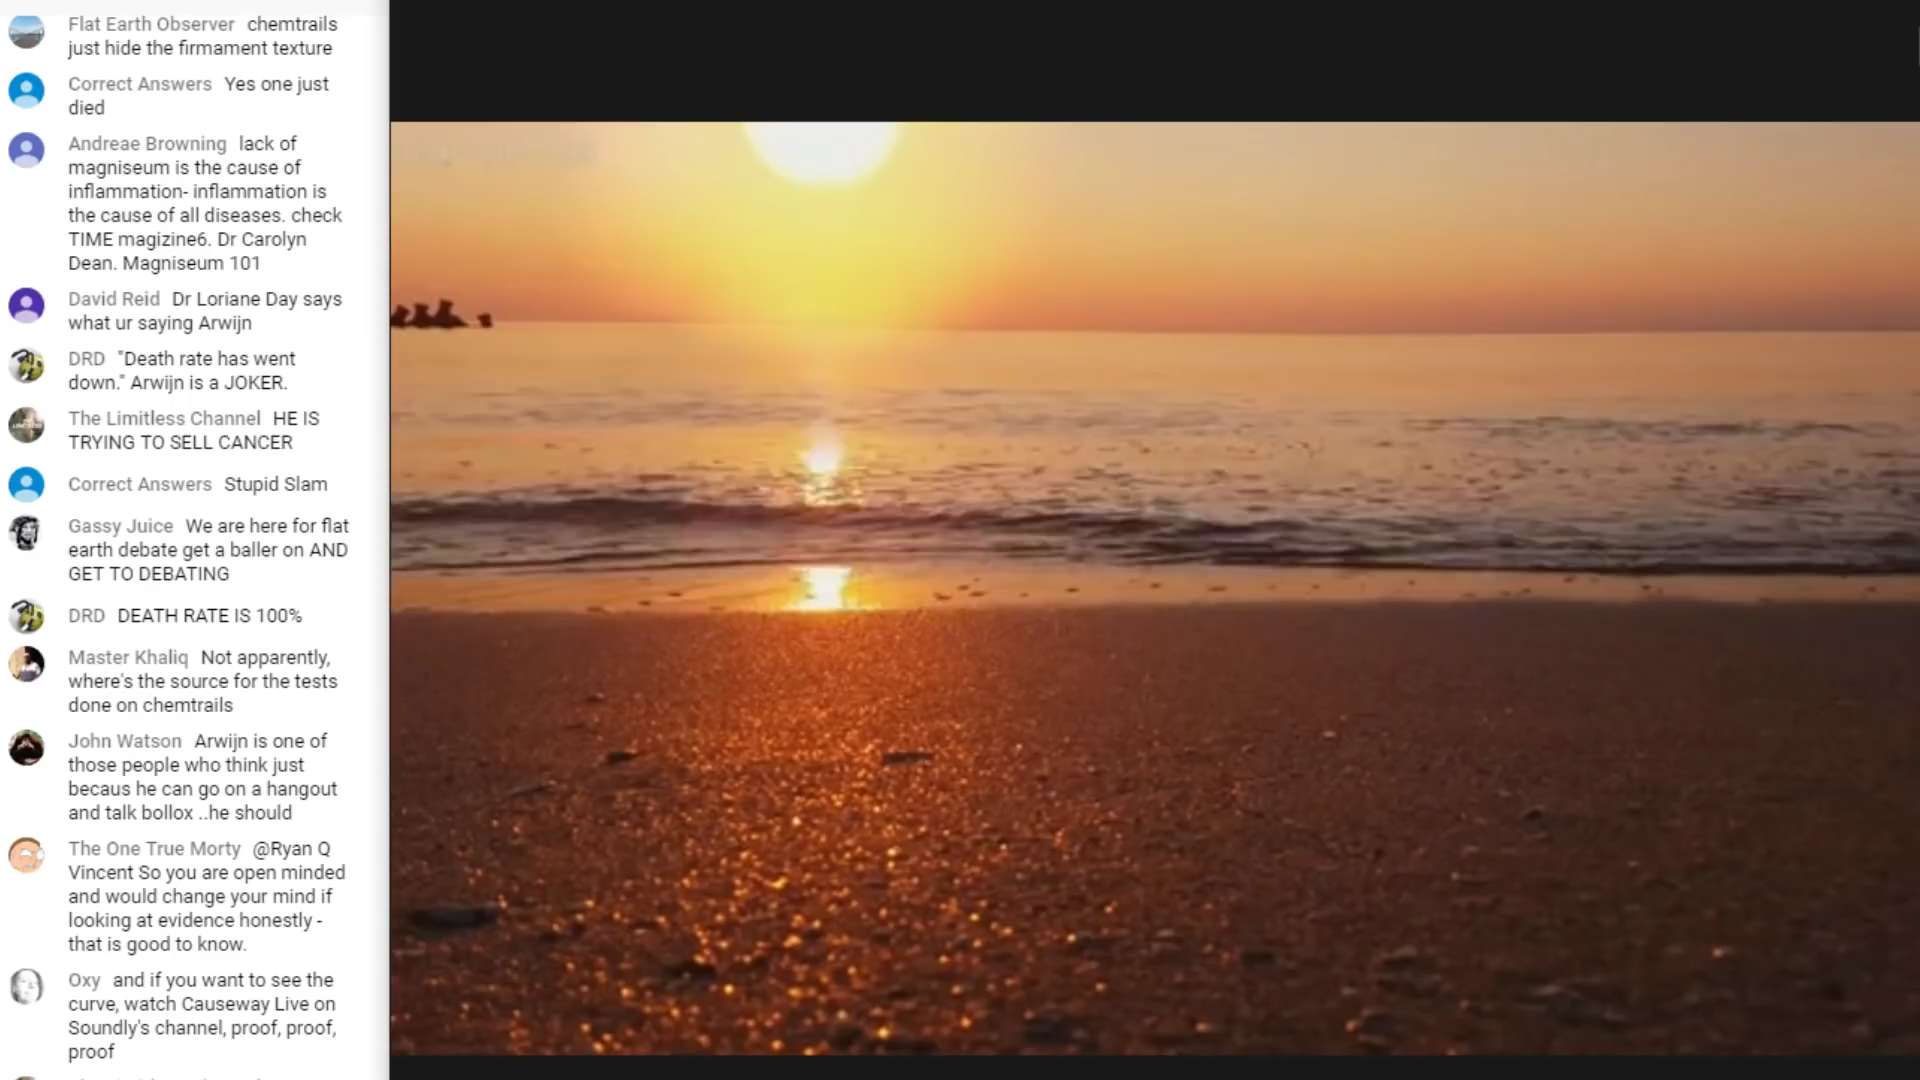 Flat Earth Observer chemtrails
just hide the firmament texture
Correct Answers Yes one just
died
Andreae Browning lack of
magniseum is the cause of
inflammation- inflammation is
the cause of all diseases. check
TIME magizine6. Dr Carolyn
Dean. Magniseum 101
David Reid Dr Loriane Day says
what ur saying Arwijn
DRD "Death rate has went
down." Arwijn is a JOKER.
The Limitless Channel HE IS
TRYING TO SELL CANCER
Correct Answers Stupid Slam
Gassy Juice We are here for flat
earth debate get a baller on AND
GET TO DEBATING
DRD DEATH RATE IS 100%
Master Khaliq Not apparently,
where's the source for the tests
done on chemtrails
John Watson Arwijn is one of
those people who think just
becaus he can go on a hangout
and talk bollox ..he should
The One True Morty @Ryan Q
Vincent So you are open minded
and would change your mind if
looking at evidence honestly -
that is good to know.
Oxy and if you want to see the
curve, watch Causeway Live on
Soundly's channel, proof, proof,
proof